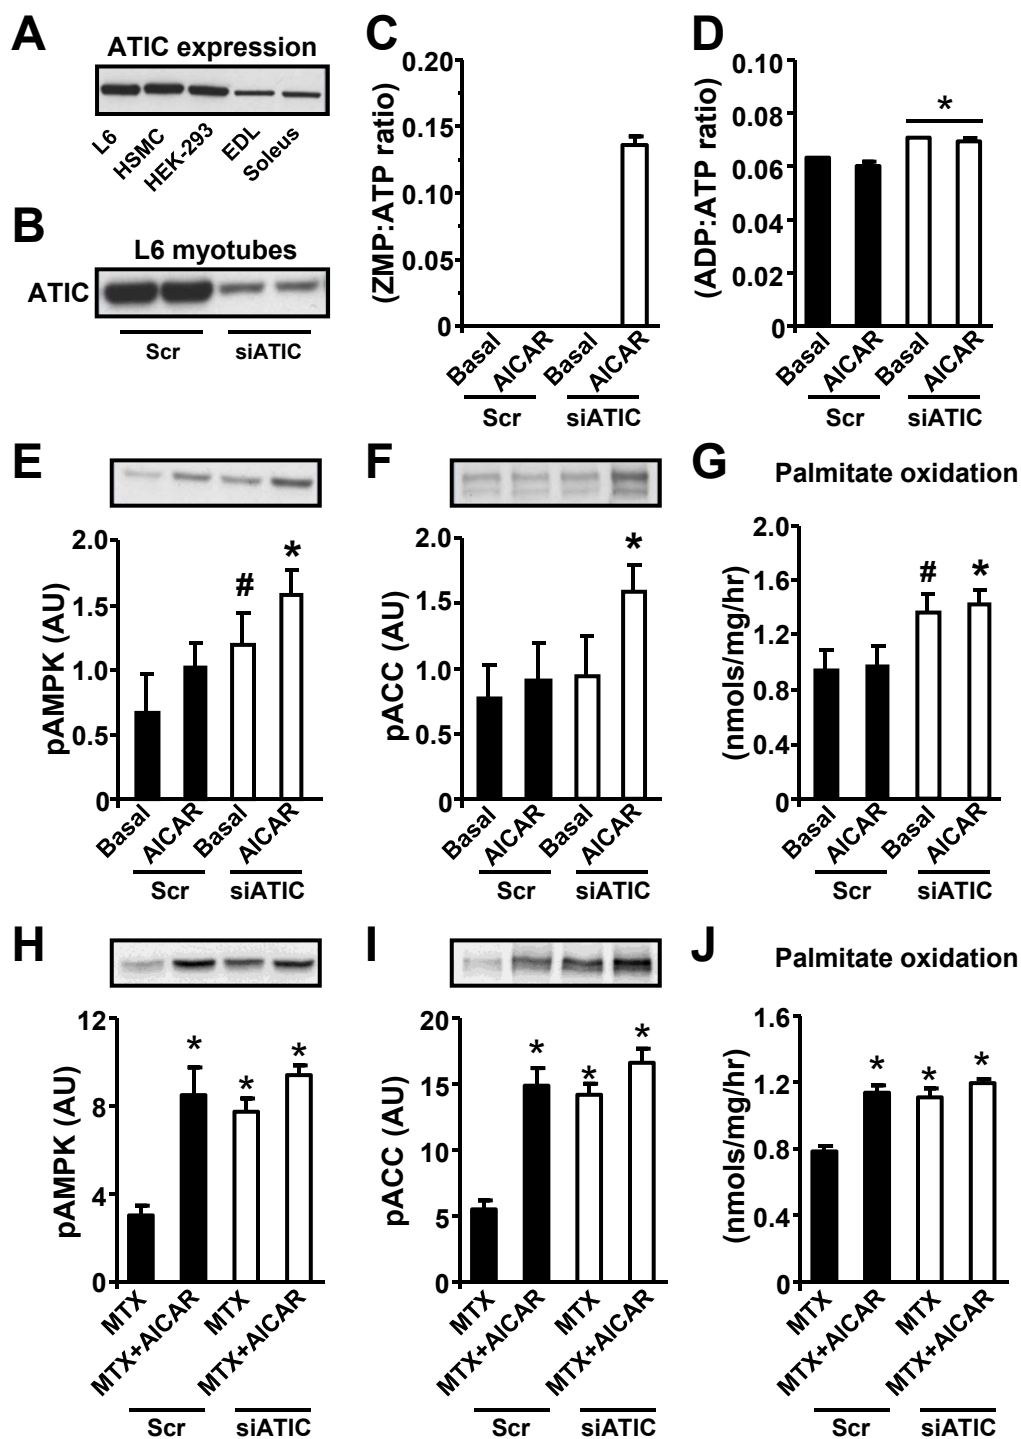 A
ATIC expression
L6
HSMC
HEK-293
EDL
Soleus
B
L6 myotubes
ATIC
Scr
siATIC
C
(ZMP:ATP ratio)
0.20
0.15
0.10
0.05
0
Basal
AICAR
Basal
AICAR
Scr
siATIC
D
(ADP:ATP ratio)
0.10
0.08
0.06
0.04
0.02
0
*
Basal
AICAR
Basal
AICAR
Scr
siATIC
E
pAMPK (AU)
2.0
1.5
1.0
0.5
0
#
*
Basal
AICAR
Basal
AICAR
Scr
siATIC
F
pACC (AU)
2.0
1.5
1.0
0.5
0
*
Basal
AICAR
Basal
AICAR
Scr
siATIC
G
Palmitate oxidation
(nmols/mg/hr)
2.0
1.6
1.2
0.8
0.4
0
#
*
Basal
AICAR
Basal
AICAR
Scr
siATIC
H
pAMPK (AU)
12
8
4
0
*
*
*
MTX
MTX+AICAR
MTX
MTX+AICAR
Scr
siATIC
I
pACC (AU)
20
15
10
5
0
*
*
*
MTX
MTX+AICAR
MTX
MTX+AICAR
Scr
siATIC
J
Palmitate oxidation
(nmols/mg/hr)
1.6
1.2
0.8
0.4
0
*
*
*
MTX
MTX+AICAR
MTX
MTX+AICAR
Scr
siATIC